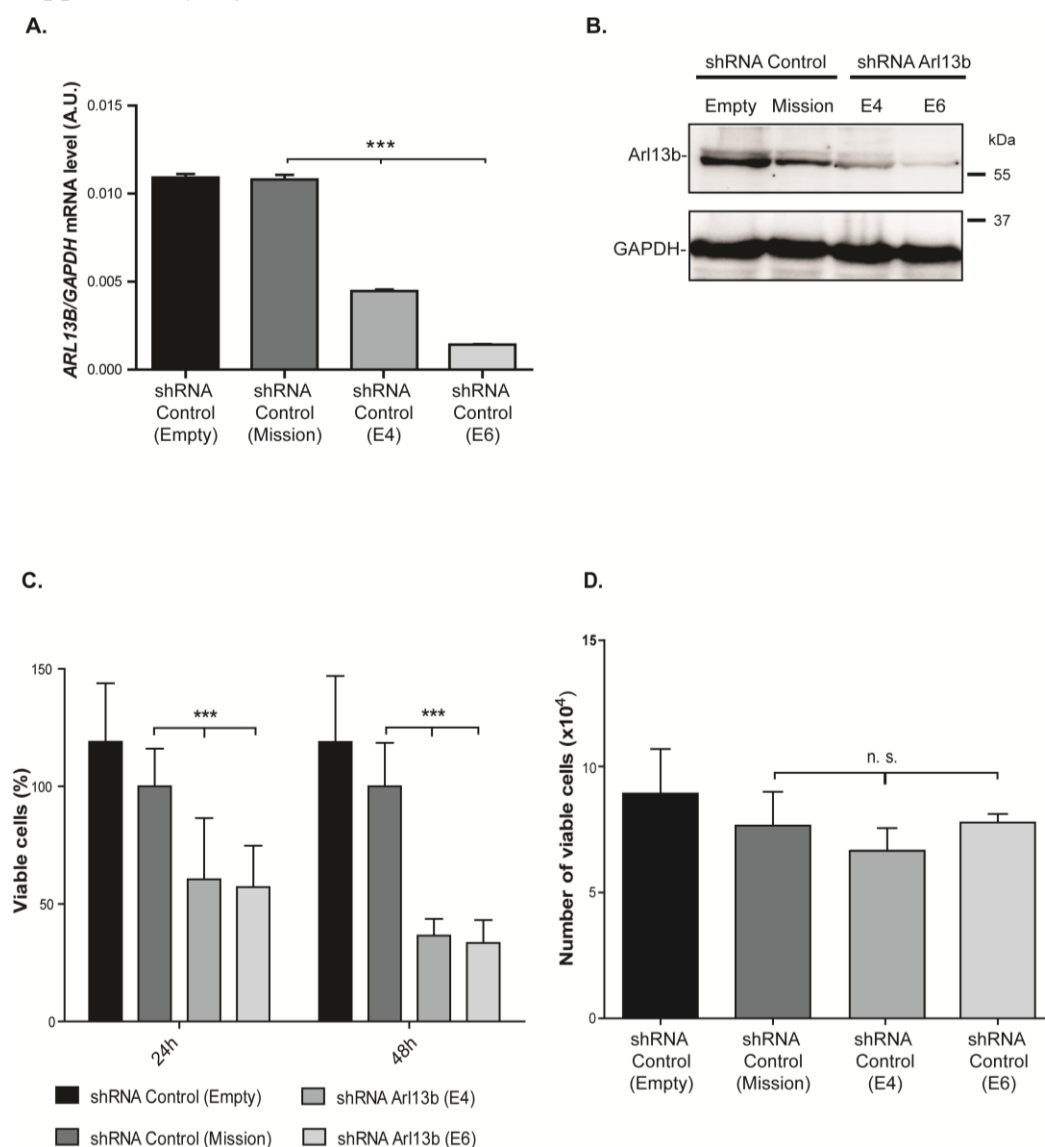 A.
ARL13B/GAPDH mRNA level (A.U.)
0.015
0.010
0.005
0.000
***
shRNA
Control
(Empty)
shRNA
Control
(Mission)
shRNA
Control
(E4)
shRNA
Control
(E6)
B.
shRNA Control
shRNA Arl13b
Empty
Mission
E4
E6
kDa
Arl13b-
55
37
GAPDH-
C.
Viable cells (%)
150
100
50
0
***
***
24h
48h
shRNA Control (Empty)
shRNA Arl13b (E4)
shRNA Control (Mission)
shRNA Arl13b (E6)
D.
Number of viable cells (x10⁴)
15
10
5
0
n. s.
shRNA
Control
(Empty)
shRNA
Control
(Mission)
shRNA
Control
(E4)
shRNA
Control
(E6)